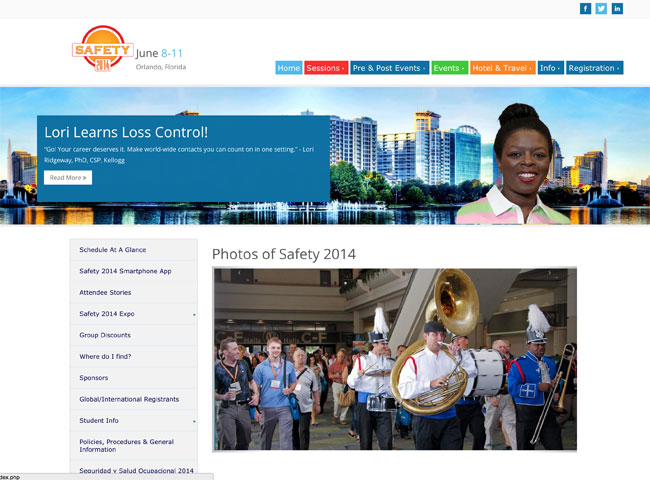 SAFETY
2014
June 8-11
Orlando, Florida
Home Sessions Pre & Post Events Events Hotel & Travel Info Registration
Lori Learns Loss Control!
"Go! Your career deserves it. Make world-wide contacts you can count on in one setting." - Lori
Ridgeway, PhD, CSP, Kellogg
Read More »
Schedule At A Glance
Safety 2014 Smartphone App
Attendee Stories
Safety 2014 Expo
Group Discounts
Where do I find?
Sponsors
Global/International Registrants
Student Info
Policies, Procedures & General
Information
Seguridad y Salud Ocupacional 2014
Photos of Safety 2014
C-F
Halls
C-F
dex.php